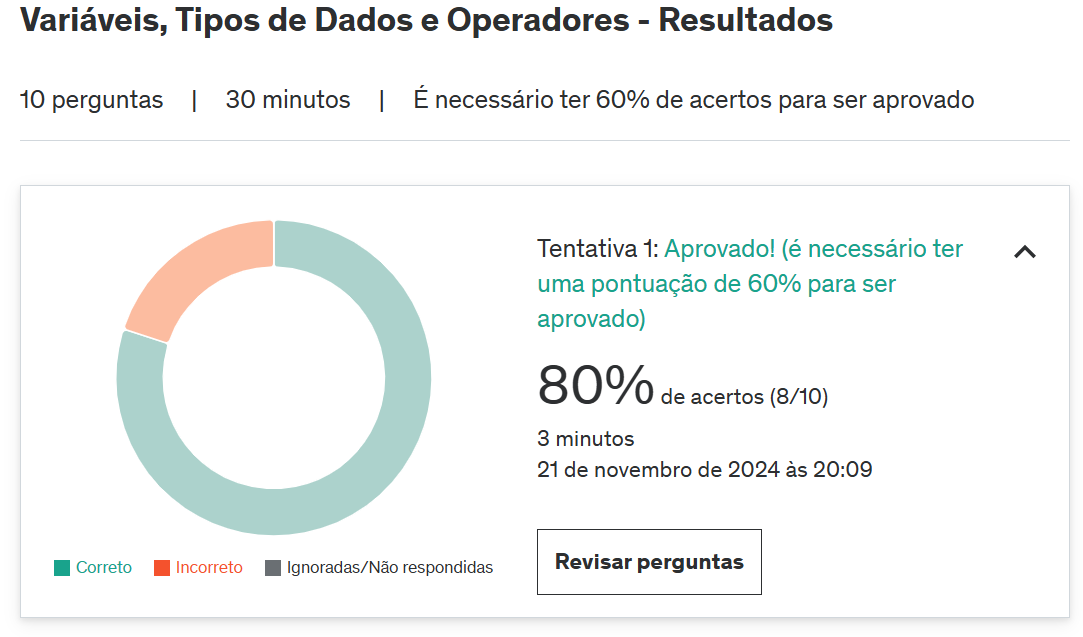 Variáveis, Tipos de Dados e Operadores - Resultados
10 perguntas | 30 minutos | É necessário ter 60% de acertos para ser aprovado
Tentativa 1: Aprovado! (é necessário ter
uma pontuação de 60% para ser
aprovado)
80% de acertos (8/10)
3 minutos
21 de novembro de 2024 às 20:09
Revisar perguntas
Correto Incorreto Ignoradas/Não respondidas